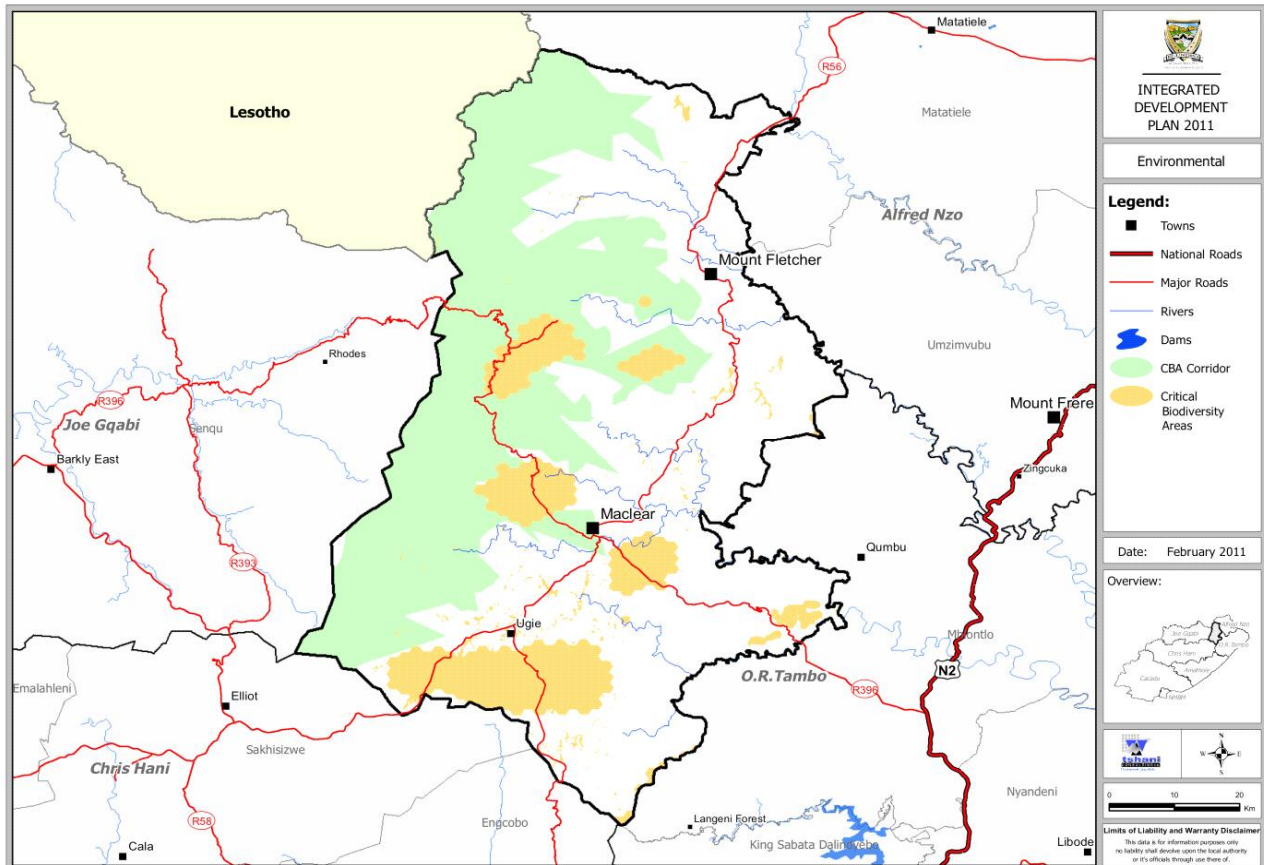 Matatiele
R56
Lesotho
Matatiele
Alfred Nzo
Mount Fletcher
Umzimvubu
Rhodes
R396
Joe Gqabi
Senqu
Mount Frere
Barkly East
Zingcuka
Maclear
Qumbu
R393
Ugie
Mhlontlo
N2
Emalahleni
O.R.Tambo
R396
Elliot
Sakhisizwe
Chris Hani
Nyandeni
R58
Engcobo
Langeni Forest
King Sabata Dalindyebo
Cala
Libode
INTEGRATED
DEVELOPMENT
PLAN 2011
Environmental
Legend:
Towns
National Roads
Major Roads
Rivers
Dams
CBA Corridor
Critical
Biodiversity
Areas
Date: February 2011
Overview:
Alfred Nzo
Joe Gqabi
O.R. Tambo
Chris Hani
Amathole
Cacadu
NMBM
tshani
N
W E
S
0 10 20
Km
Limits of Liability and Warranty Disclaimer
This data is for information purposes only
no liability shall devolve upon the local authority
or it's officials through use there of.